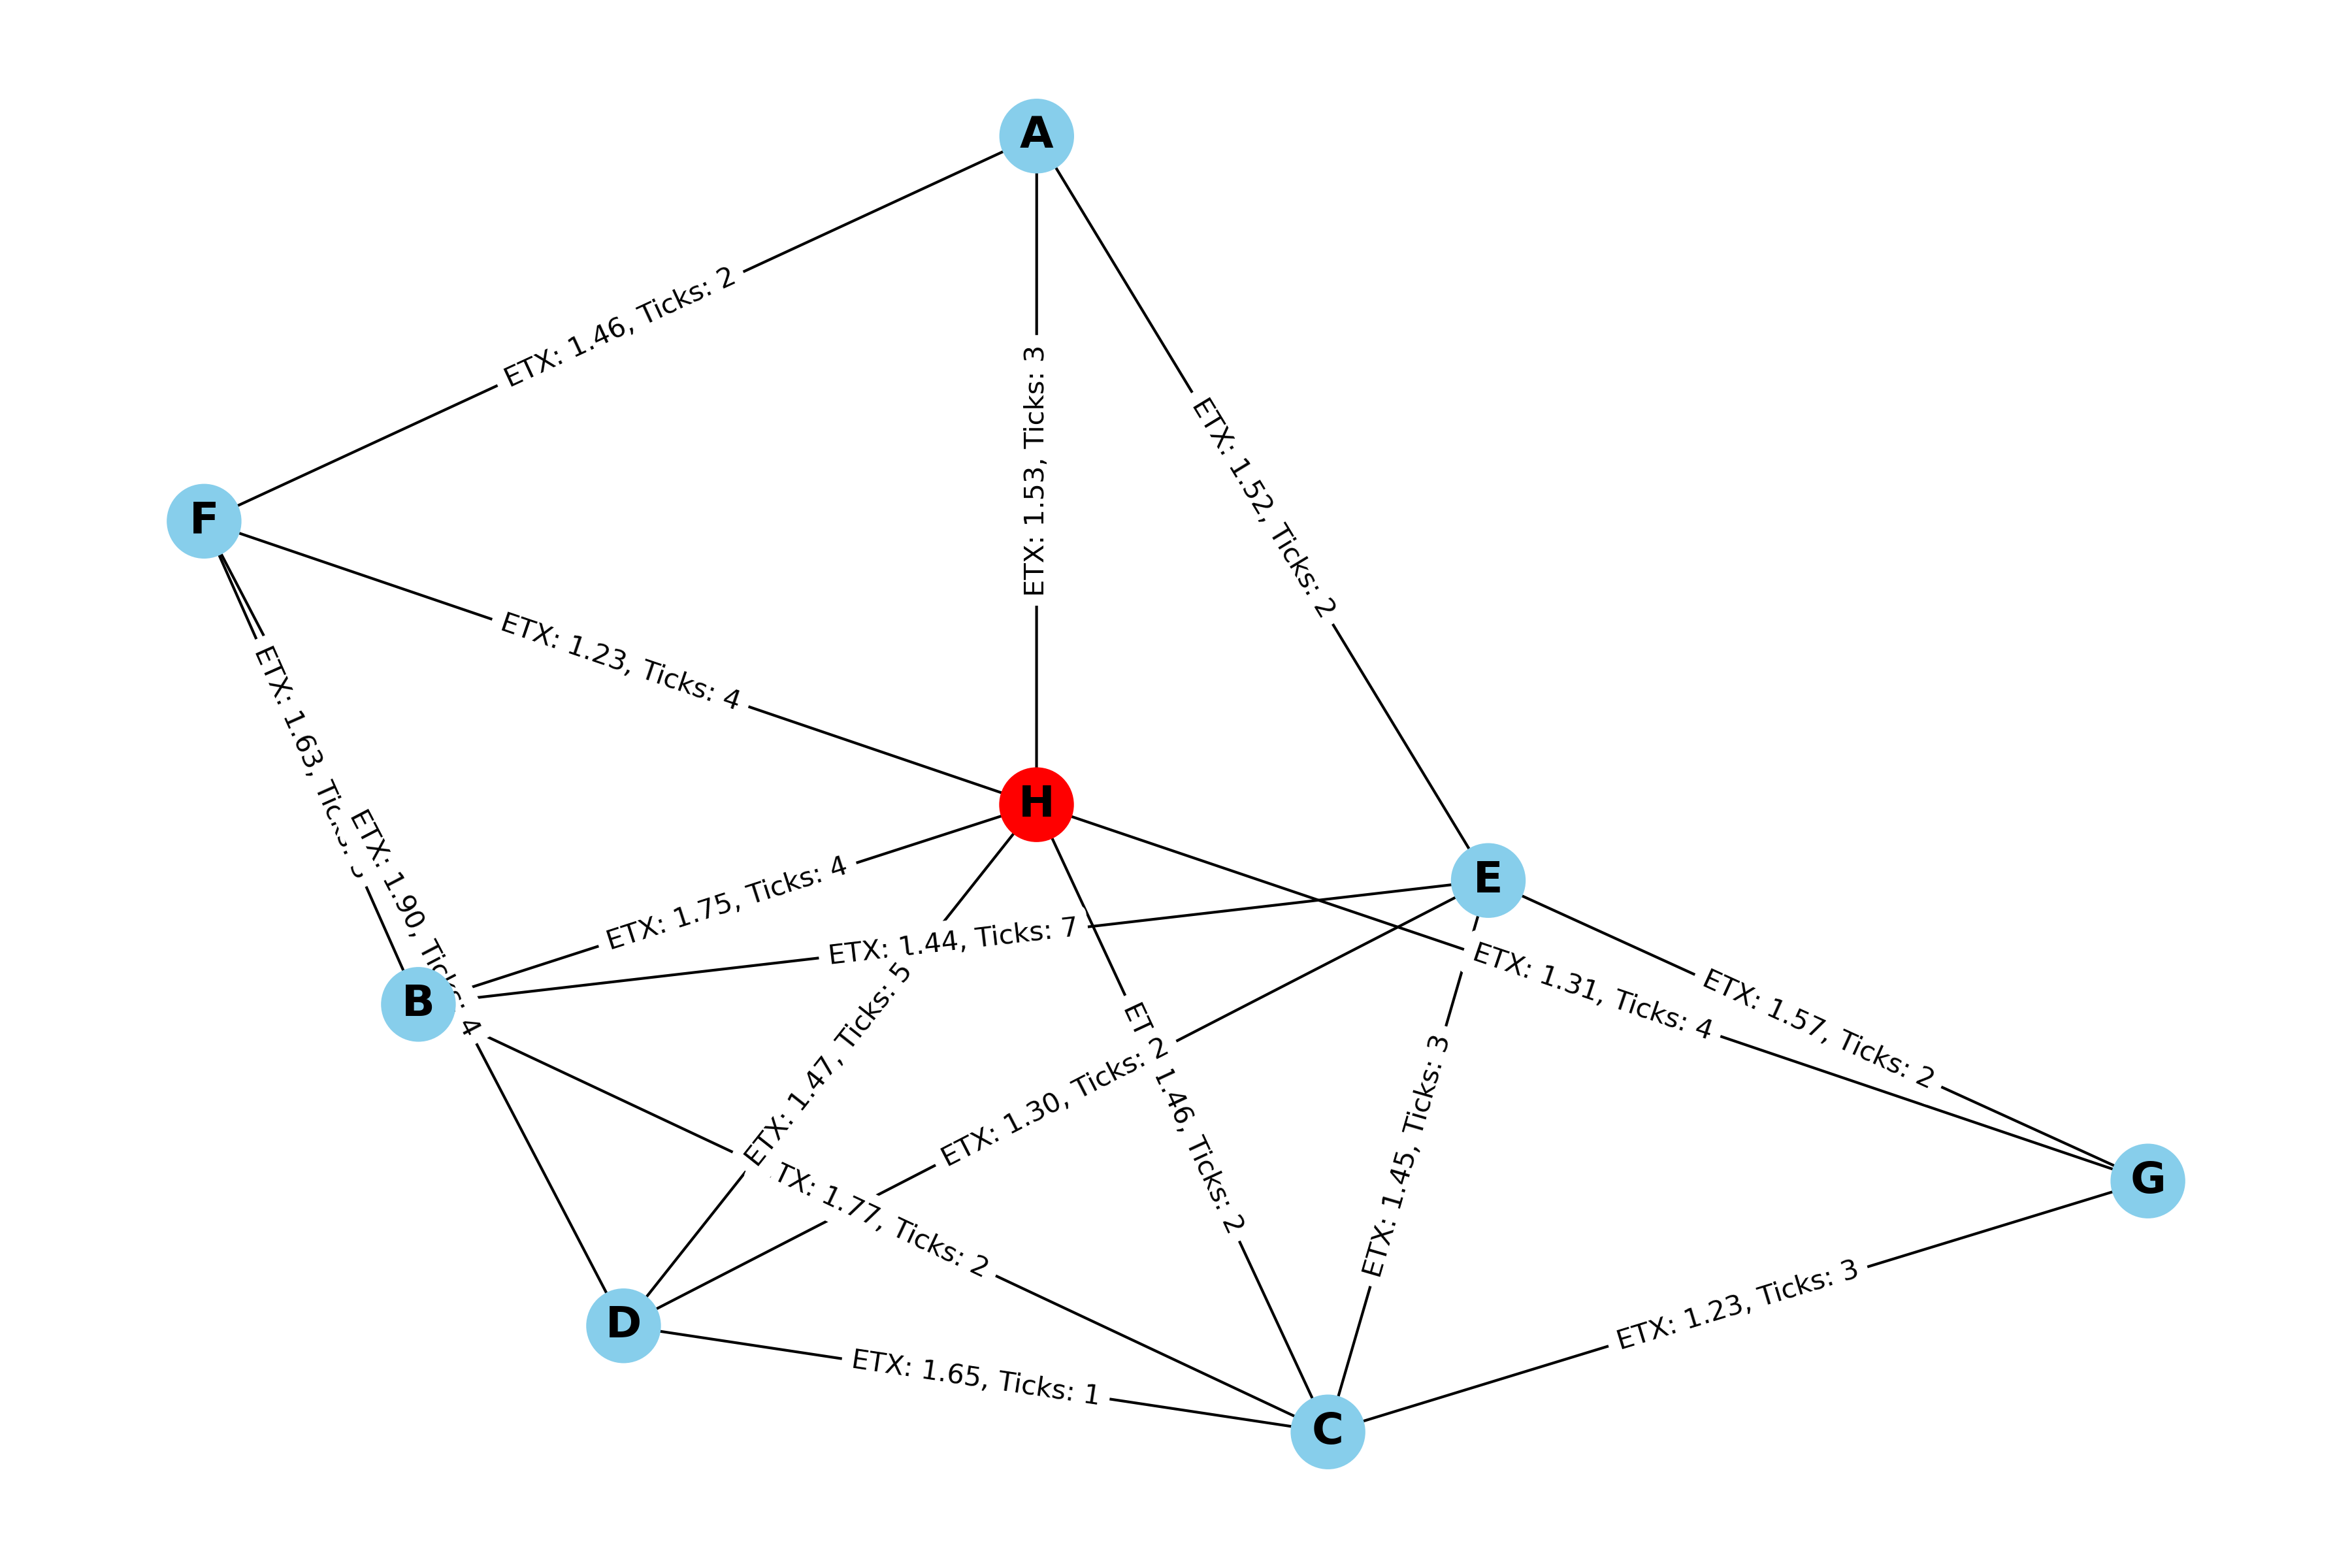 A
ETX: 1.46, Ticks: 2
ETX: 1.53, Ticks: 3
ETX: 1.52, Ticks: 2
F
ETX: 1.23, Ticks: 4
ETX: 1.63,
ETX: 1.90, Ticks: 4
H
E
ETX: 1.75, Ticks: 4
ETX: 1.44, Ticks: 7
B
ETX: 1.31, Ticks: 4
ETX: 1.57, Ticks: 2
ETX: 1.47, Ticks: 5
ETX: 1.30, Ticks: 2
ET 1.46, Ticks: 2
ETX: 1.45, Ticks: 3
G
TX: 1.77, Ticks: 2
ETX: 1.23, Ticks: 3
D
ETX: 1.65, Ticks: 1
C